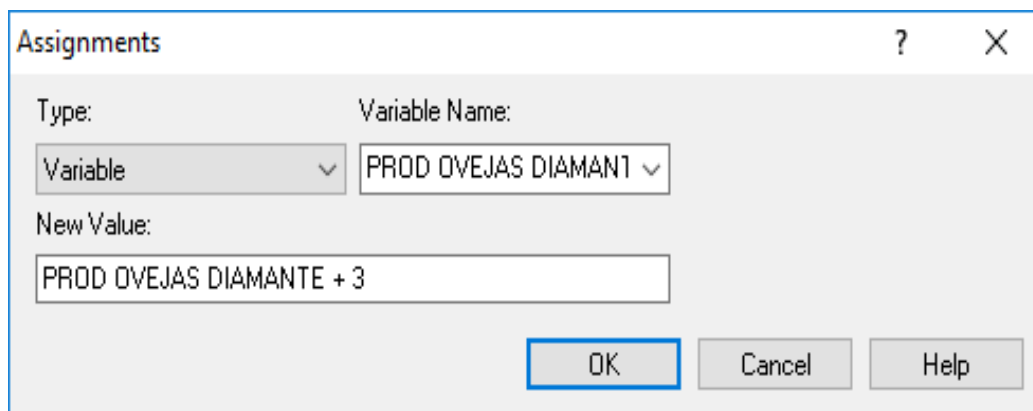 Assignments ?
Type: Variable Name:
Variable PROD OVEJAS DIAMANT
New Value:
PROD OVEJAS DIAMANTE + 3
OK Cancel Help